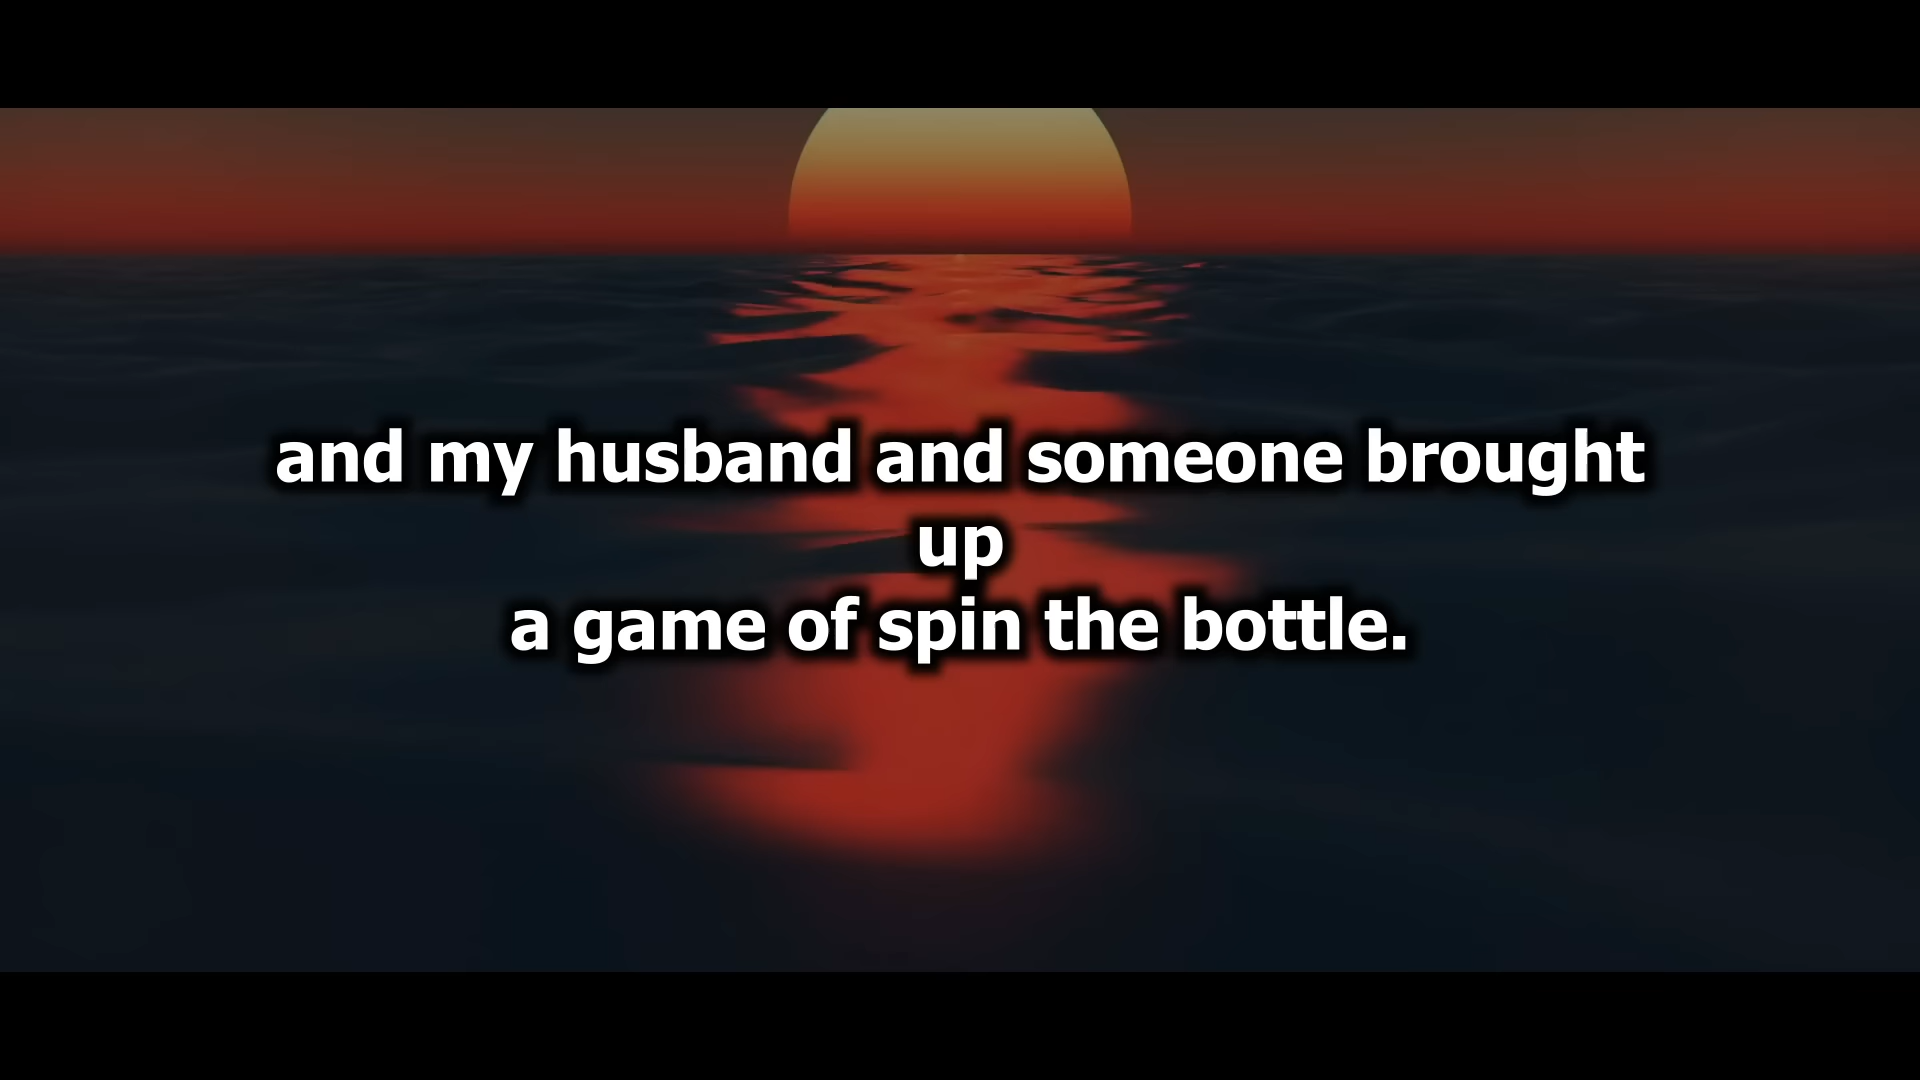 and my husband and someone brought
up
a game of spin the bottle.